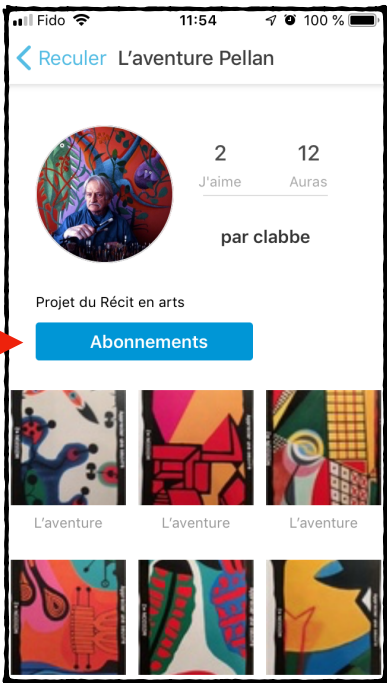 Fido 11:54 100 %
Reculer L’aventure Pellan
2 12
J'aime Auras
par clabbe
Projet du Récit en arts
Abonnements
L’aventure L’aventure L’aventure